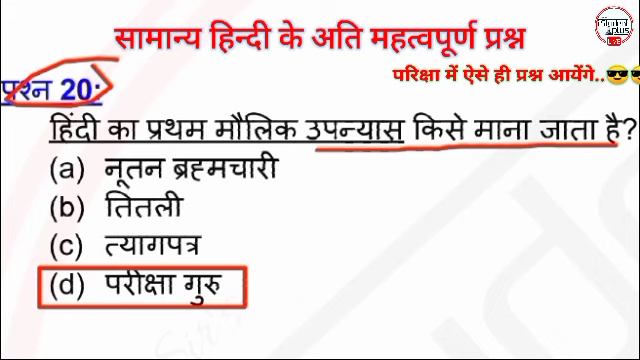 सामान्य हिन्दी के अति महत्वपूर्ण प्रश्न
परिक्षा में ऐसे ही प्रश्न आयेंगे..😎😎
प्रश्न 20.
हिंदी का प्रथम मौलिक उपन्यास किसे माना जाता है?
(a) नूतन ब्रह्मचारी
(b) तितली
(c) त्यागपत्र
(d) परीक्षा गुरु